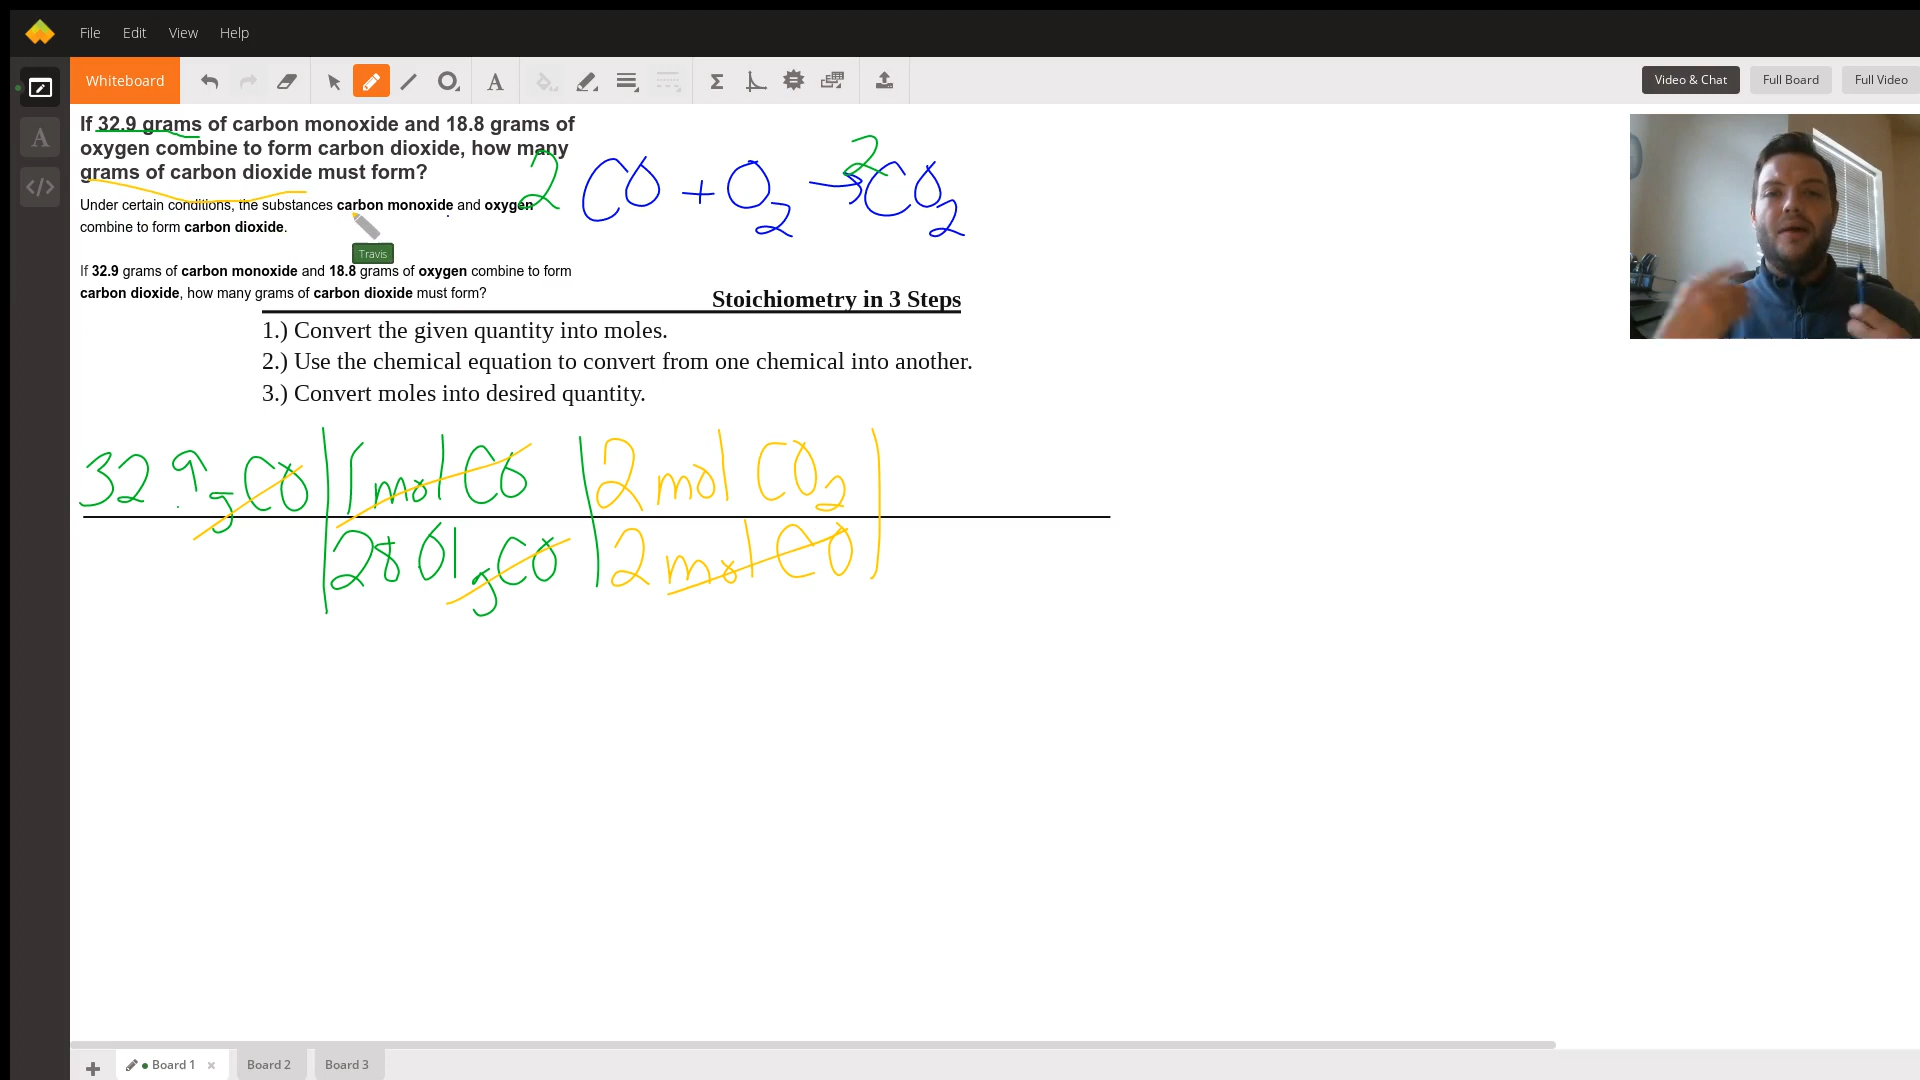 File Edit View Help
Whiteboard A Σ Video & Chat Full Board Full Video
If 32.9 grams of carbon monoxide and 18.8 grams of
oxygen combine to form carbon dioxide, how many
grams of carbon dioxide must form?
2 CO + O2 → 2 CO2
Under certain conditions, the substances carbon monoxide and oxygen
combine to form carbon dioxide.
Travis
If 32.9 grams of carbon monoxide and 18.8 grams of oxygen combine to form
carbon dioxide, how many grams of carbon dioxide must form?
Stoichiometry in 3 Steps
1.) Convert the given quantity into moles.
2.) Use the chemical equation to convert from one chemical into another.
3.) Convert moles into desired quantity.
32.9 g CO 1 mol CO 2 mol CO2
28.01 g CO 2 mol CO
Board 1 × Board 2 Board 3